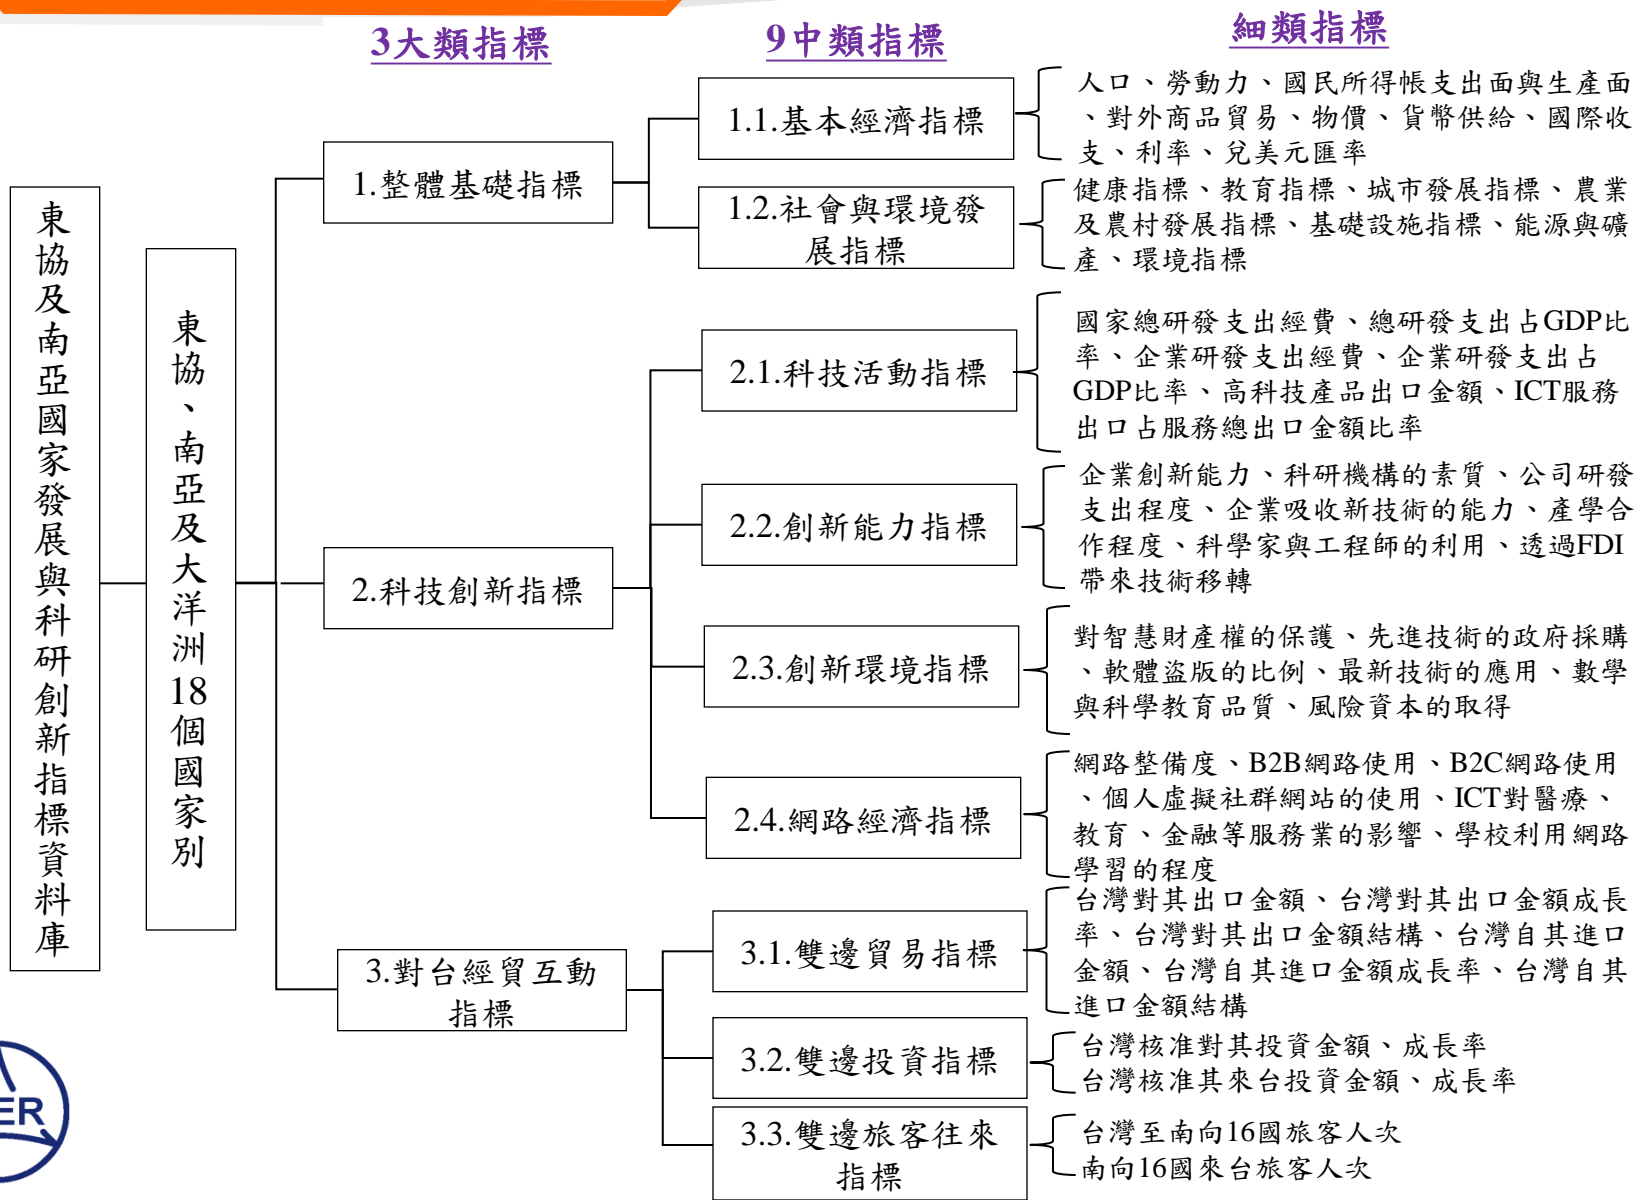 3大類指標
9中類指標
細類指標
東協及南亞國家發展與科研創新指標資料庫
東協、南亞及大洋洲18個國家別
1.整體基礎指標
1.1.基本經濟指標
人口、勞動力、國民所得帳支出面與生產面
、對外商品貿易、物價、貨幣供給、國際收
支、利率、兌美元匯率
1.2.社會與環境發
展指標
健康指標、教育指標、城市發展指標、農業
及農村發展指標、基礎設施指標、能源與礦
產、環境指標
2.科技創新指標
2.1.科技活動指標
國家總研發支出經費、總研發支出占GDP比
率、企業研發支出經費、企業研發支出占
GDP比率、高科技產品出口金額、ICT服務
出口占服務總出口金額比率
2.2.創新能力指標
企業創新能力、科研機構的素質、公司研發
支出程度、企業吸收新技術的能力、產學合
作程度、科學家與工程師的利用、透過FDI
帶來技術移轉
2.3.創新環境指標
對智慧財產權的保護、先進技術的政府採購
、軟體盜版的比例、最新技術的應用、數學
與科學教育品質、風險資本的取得
2.4.網路經濟指標
網路整備度、B2B網路使用、B2C網路使用
、個人虛擬社群網站的使用、ICT對醫療、
教育、金融等服務業的影響、學校利用網路
學習的程度
3.對台經貿互動
指標
3.1.雙邊貿易指標
台灣對其出口金額、台灣對其出口金額成長
率、台灣對其出口金額結構、台灣自其進口
金額、台灣自其進口金額成長率、台灣自其
進口金額結構
3.2.雙邊投資指標
台灣核准對其投資金額、成長率
台灣核准其來台投資金額、成長率
3.3.雙邊旅客往來
指標
台灣至南向16國旅客人次
南向16國來台旅客人次
ER